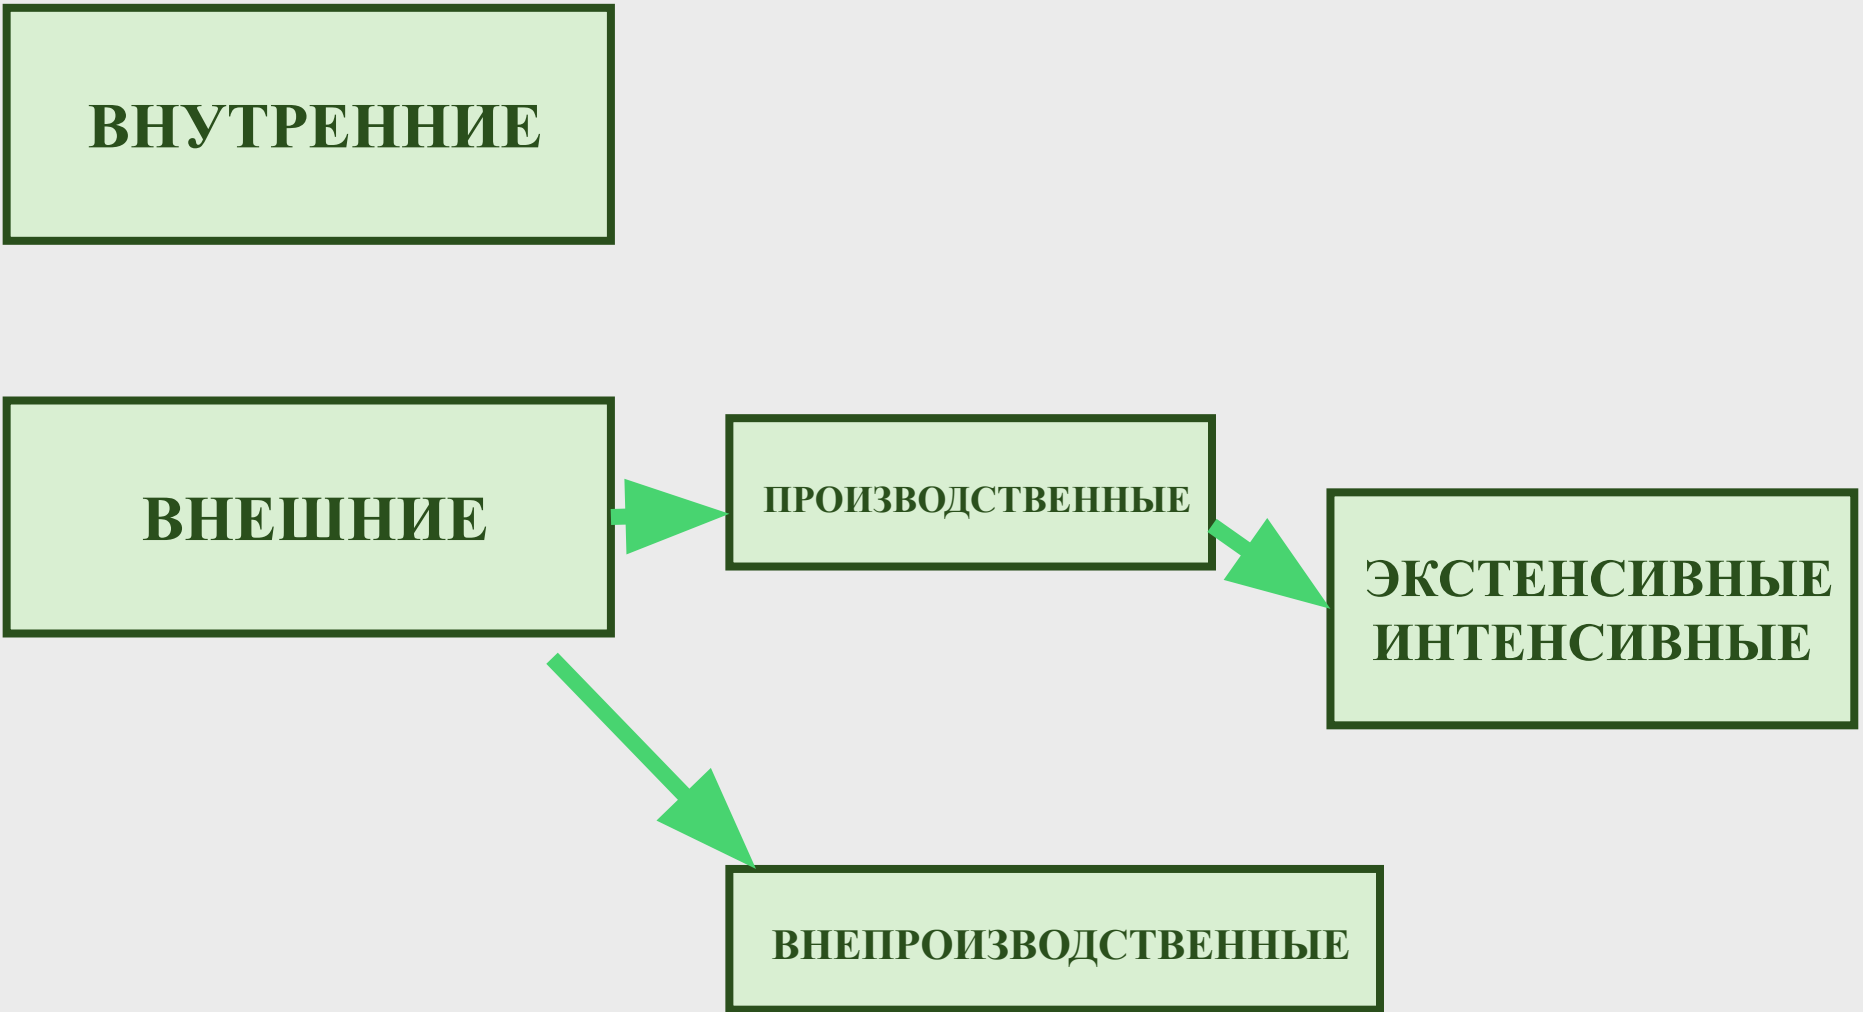 ВНУТРЕННИЕ
ВНЕШНИЕ
ПРОИЗВОДСТВЕННЫЕ
ЭКСТЕНСИВНЫЕ
ИНТЕНСИВНЫЕ
ВНЕПРОИЗВОДСТВЕННЫЕ